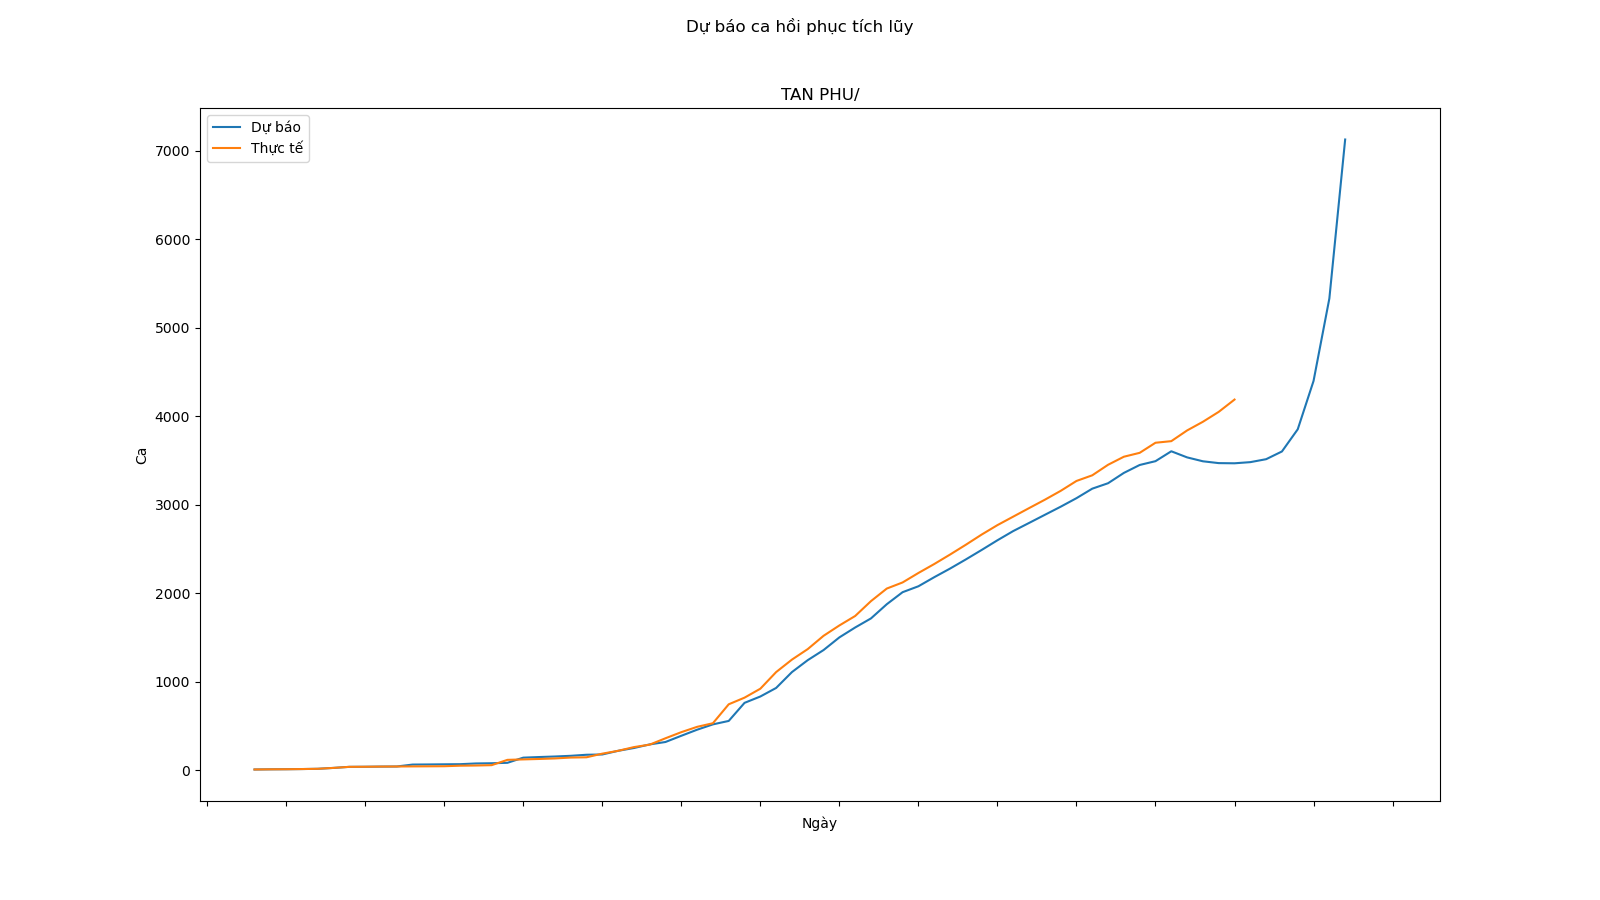 Dự báo ca hồi phục tích lũy
TAN PHU/
Dự báo
Thực tế
7000
6000
5000
4000
3000
2000
1000
0
Ca
Ngày